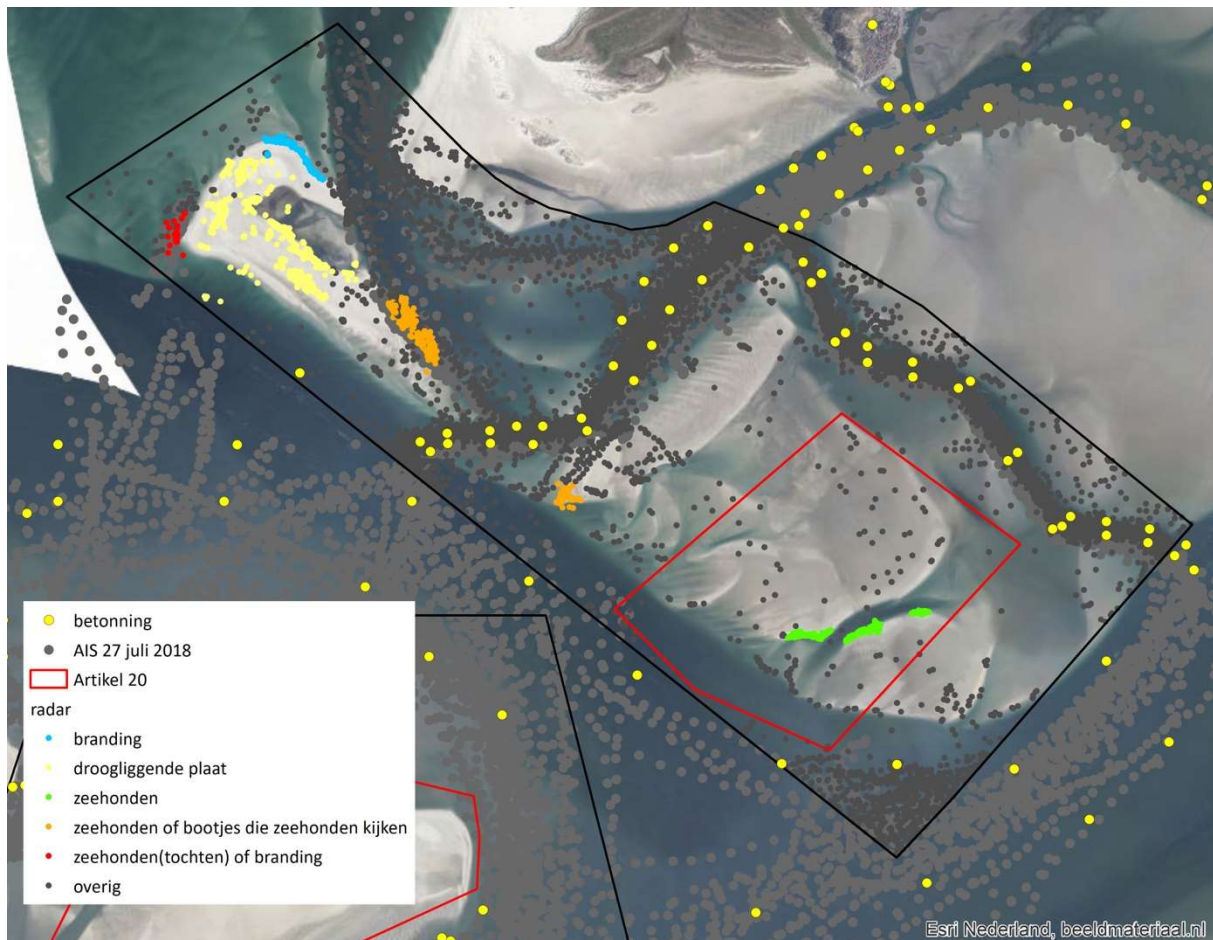 betonning
AIS 27 juli 2018
Artikel 20
radar
branding
droogliggende plaat
zeehonden
zeehonden of bootjes die zeehonden kijken
zeehonden(tochten) of branding
overig
Esri Nederland, beeldmateriaal.nl